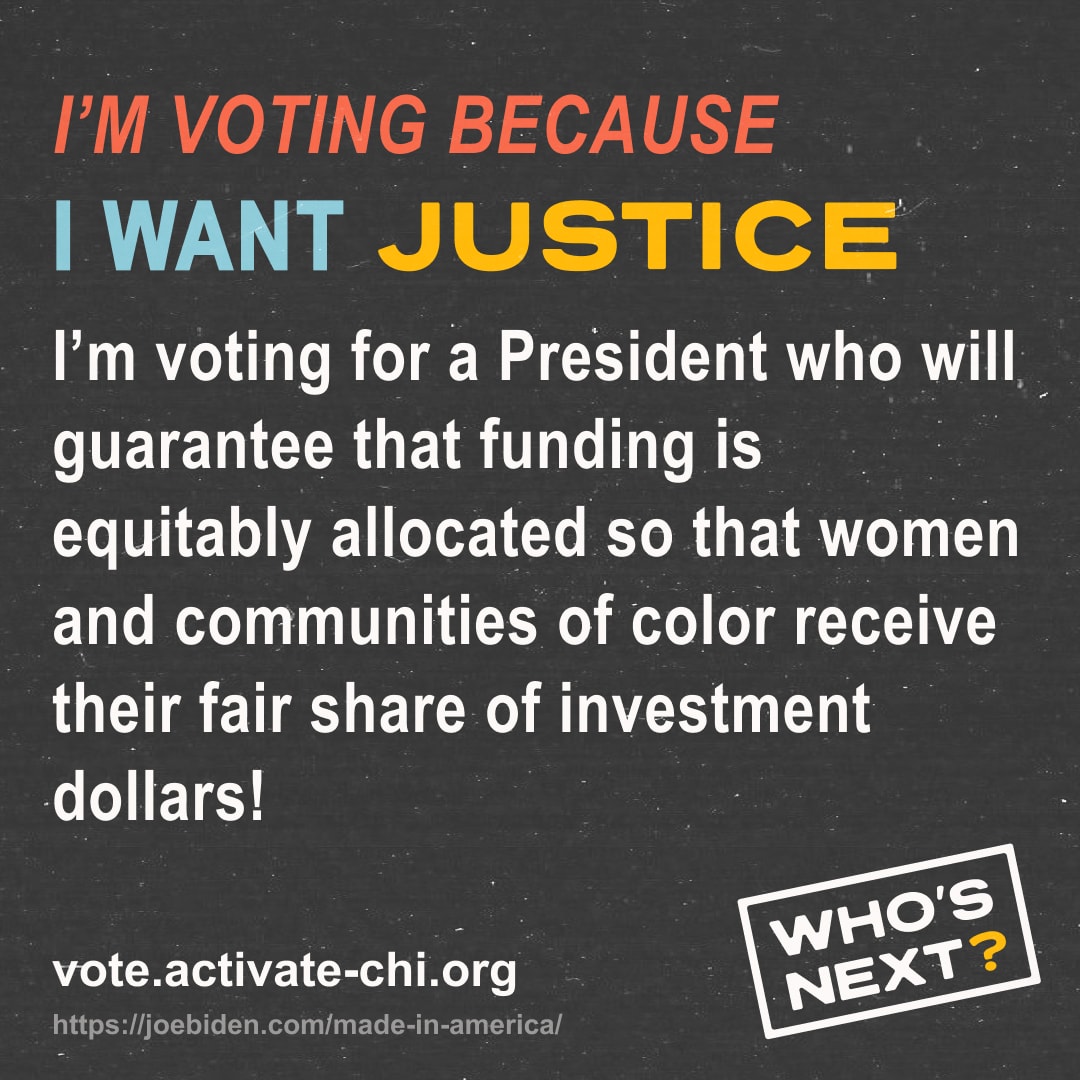 I'M VOTING BECAUSE
I WANT JUSTICE
I'm voting for a President who will
guarantee that funding is
equitably allocated so that women
and communities of color receive
their fair share of investment
dollars!
WHO'S
NEXT?
vote.activate-chi.org
https://joebiden.com/made-in-america/